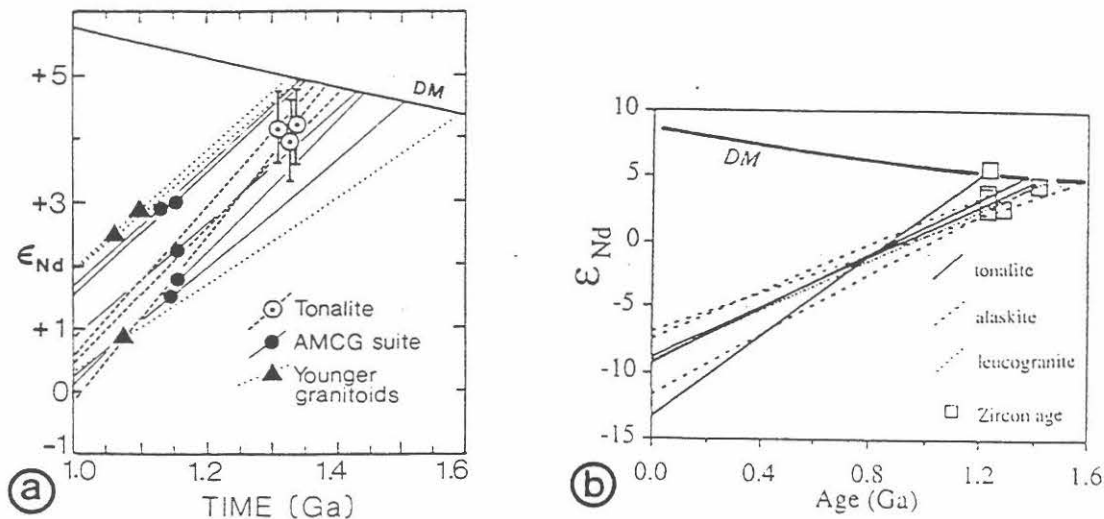 +5
+3
+1
0
-1
εNd
DM
Tonalite
AMCG suite
Younger
granitoids
1.0
1.2
1.4
1.6
TIME (Ga)
a
10
5
0
-5
-10
-15
εNd
DM
tonalite
alaskite
leucogranite
Zircon age
0.0
0.4
0.8
1.2
1.6
Age (Ga)
b